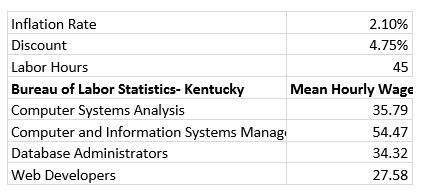 Inflation Rate 2.10%
Discount 4.75%
Labor Hours 45
Bureau of Labor Statistics- Kentucky Mean Hourly Wage
Computer Systems Analysis 35.79
Computer and Information Systems Manag 54.47
Database Administrators 34.32
Web Developers 27.58